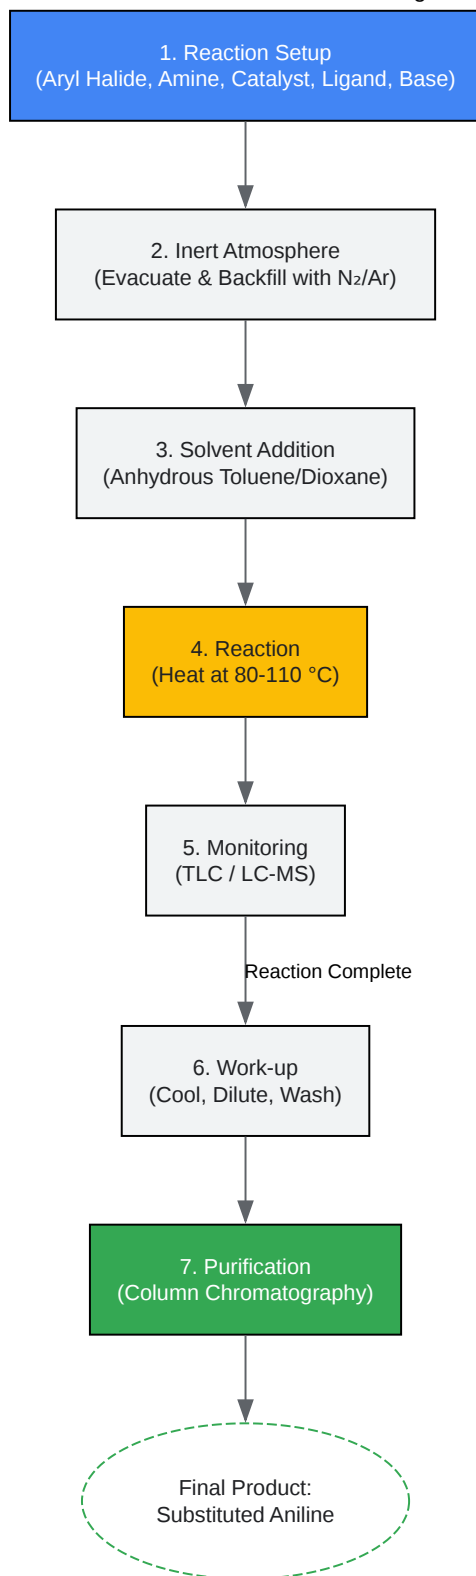 1. Reaction Setup
(Aryl Halide, Amine, Catalyst, Ligand, Base)
2. Inert Atmosphere
(Evacuate & Backfill with N₂/Ar)
3. Solvent Addition
(Anhydrous Toluene/Dioxane)
4. Reaction
(Heat at 80-110 °C)
5. Monitoring
(TLC / LC-MS)
Reaction Complete
6. Work-up
(Cool, Dilute, Wash)
7. Purification
(Column Chromatography)
Final Product:
Substituted Aniline